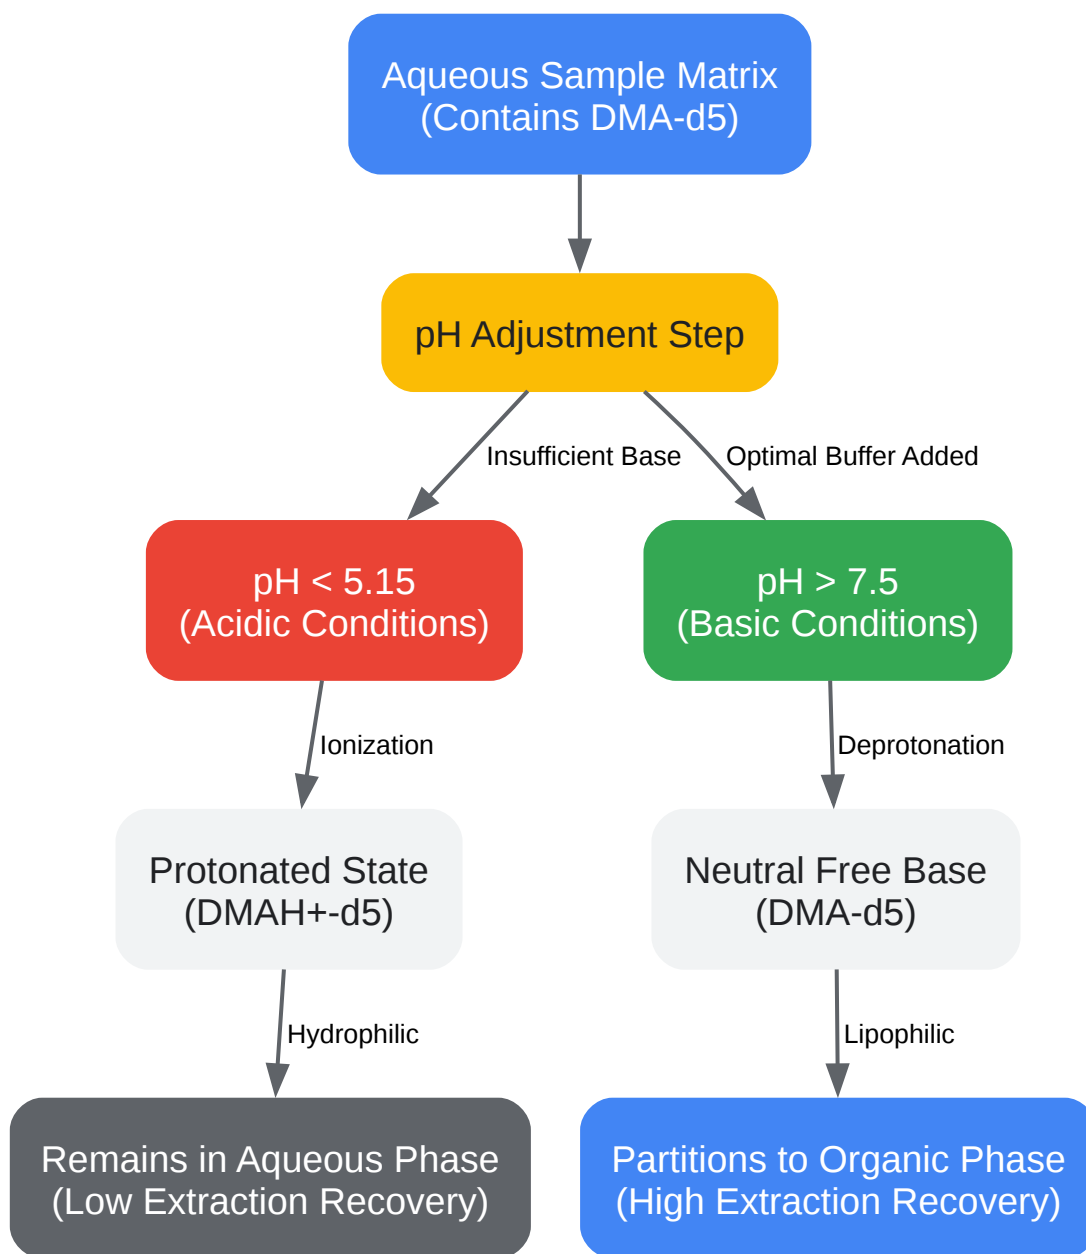 Aqueous Sample Matrix
(Contains DMA-d5)
pH Adjustment Step
Insufficient Base
Optimal Buffer Added
pH < 5.15
(Acidic Conditions)
pH > 7.5
(Basic Conditions)
Ionization
Deprotonation
Protonated State
(DMAH+-d5)
Neutral Free Base
(DMA-d5)
Hydrophilic
Lipophilic
Remains in Aqueous Phase
(Low Extraction Recovery)
Partitions to Organic Phase
(High Extraction Recovery)